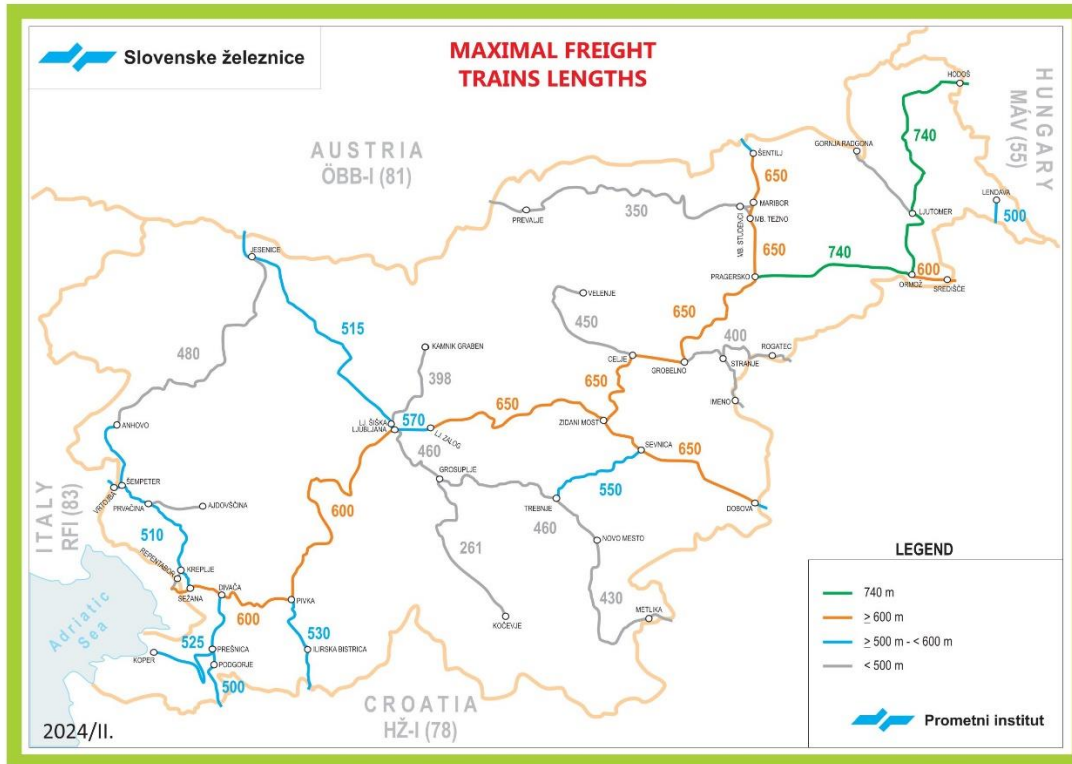 Slovenske železnice
MAXIMAL FREIGHT
TRAINS LENGTHS
HUNGARY
MÁV (55)
AUSTRIA
ÖBB-I (81)
ITALY
RFI (83)
CROATIA
HŽ-I (78)
Adriatic
Sea
HODOŠ
740
GORNJA RADGONA
ŠENTILJ
650
LENDAVA
500
350
PREVALJE
MARIBOR
MB. TEZNO
MB. STUDENCI
LJUTOMER
650
740
PRAGERSKO
600
ORMOŽ
SREDIŠČE
JESENICE
VELENJE
450
650
515
400
480
KAMNIK GRABEN
398
CELJE
GROBELNO
STRANJE
ROGATEC
IMENO
650
650
ANHOVO
LJ. ŠIŠKA
LJUBLJANA
570
LJ. ZALOG
ZIDANI MOST
460
SEVNICA
650
GROSUPLJE
550
ŠEMPETER
VRTOJBA
PRVAČINA
AJDOVŠČINA
600
TREBNJE
460
DOBOVA
510
261
NOVO MESTO
REPENTABOR
KREPLJE
SEŽANA
DIVAČA
PIVKA
600
430
METLIKA
KOČEVJE
525
530
KOPER
PREŠNICA
PODGORJE
500
ILIRSKA BISTRICA
LEGEND
740 m
≥ 600 m
≥ 500 m - < 600 m
< 500 m
2024/II.
Prometni institut